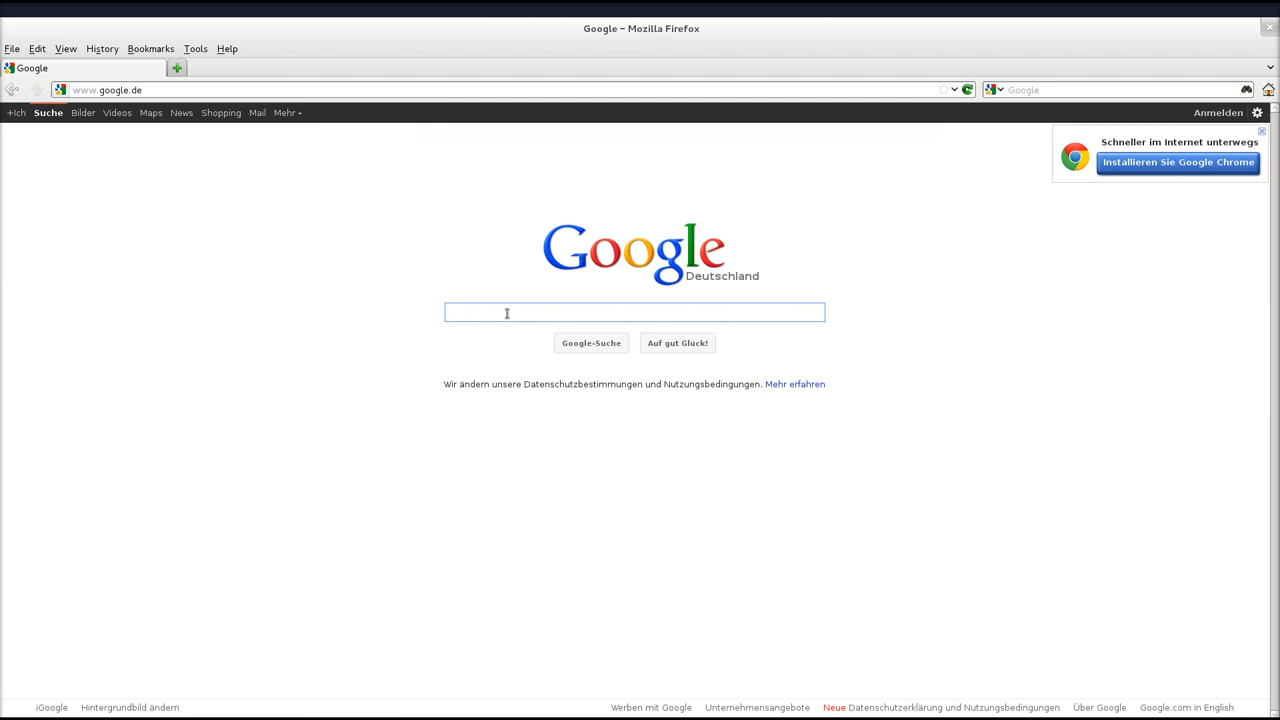 Google – Mozilla Firefox
File Edit View History Bookmarks Tools Help
Google
www.google.de
Google
+Ich Suche Bilder Videos Maps News Shopping Mail Mehr
Anmelden
Schneller im Internet unterwegs
Installieren Sie Google Chrome
Google
Deutschland
Google-Suche
Auf gut Glück!
Wir ändern unsere Datenschutzbestimmungen und Nutzungsbedingungen. Mehr erfahren
iGoogle Hintergrundbild ändern Werben mit Google Unternehmensangebote Neue Datenschutzerklärung und Nutzungsbedingungen Über Google Google.com in English